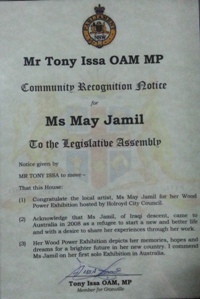 Mr Tony Issa OAM MP
Community Recognition Notice
for
Ms May Jamil
To the Legislative Assembly
Notice given by
MR TONY ISSA to move—
That this House:
(1) Congratulate the local artist, Ms May Jamil for her Wood
Power Exhibition hosted by Holroyd City Council.
(2) Acknowledge that Ms Jamil, of Iraqi descent, came to
Australia in 2008 as a refugee to start a new and better life
and with a desire to share her experiences through her work.
(3) Her Wood Power Exhibition depicts her memories, hopes and
dreams for a brighter future in her new country. I commend
Ms Jamil on her first solo Exhibition in Australia.
Tony Issa OAM, MP
Member for Granville